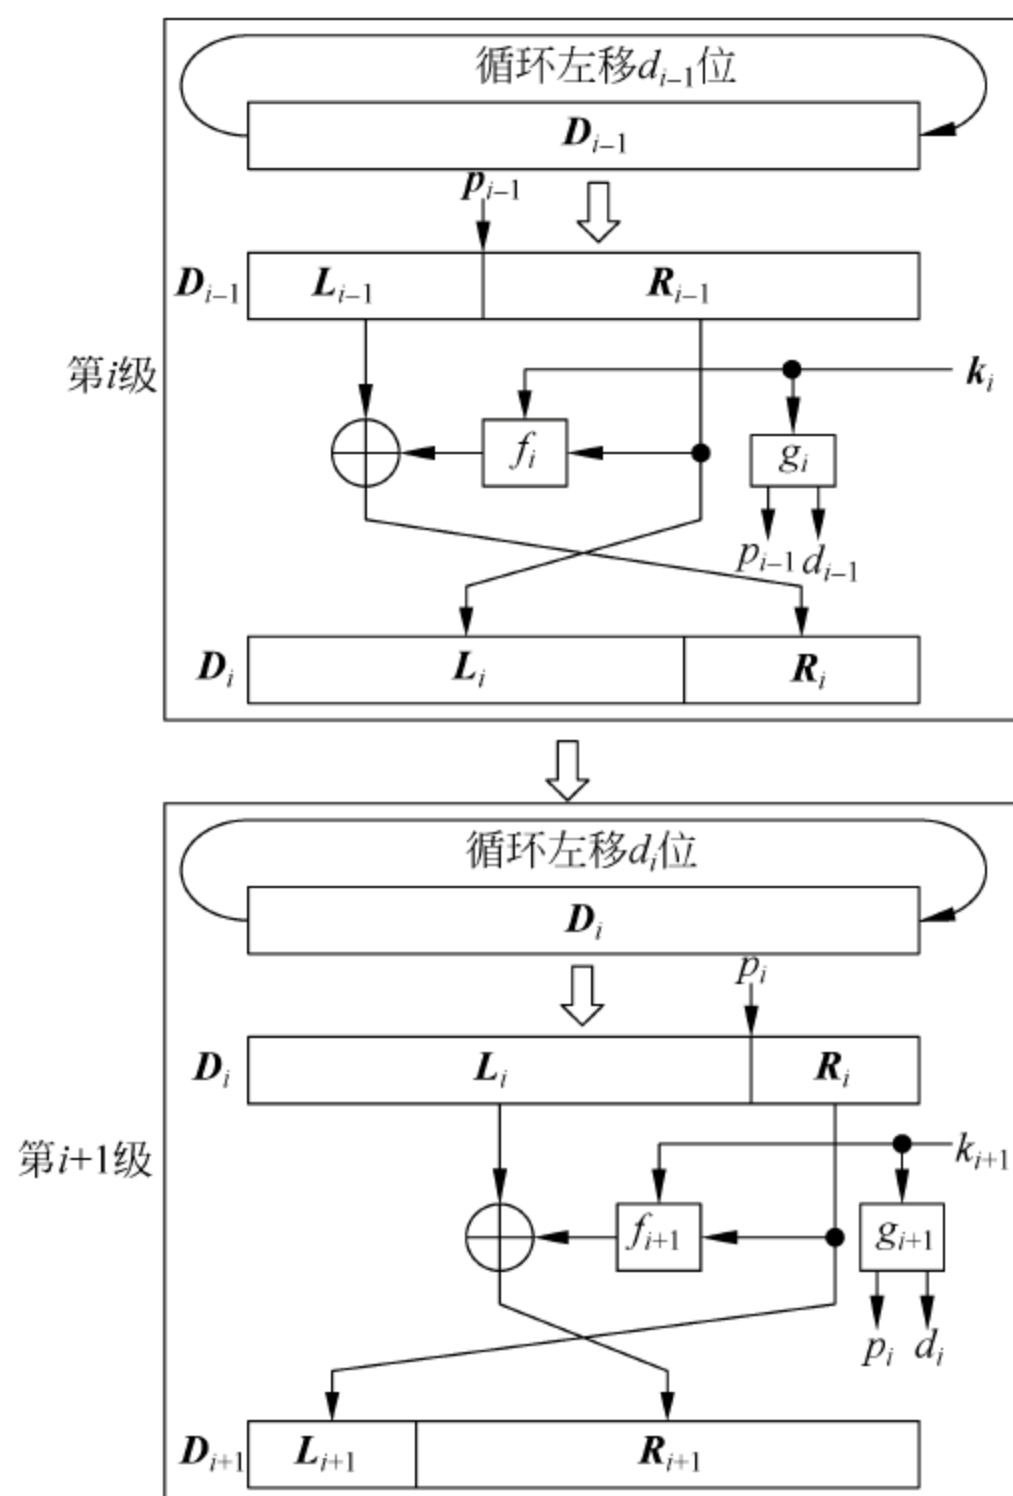 循环左移d_{i-1}位
D_{i-1}
p_{i-1}
D_{i-1} L_{i-1} R_{i-1}
第i级
k_i
f_i g_i
p_{i-1} d_{i-1}
D_i L_i R_i
循环左移d_i位
D_i
p_i
D_i L_i R_i
第i+1级
k_{i+1}
f_{i+1} g_{i+1}
p_i d_i
D_{i+1} L_{i+1} R_{i+1}